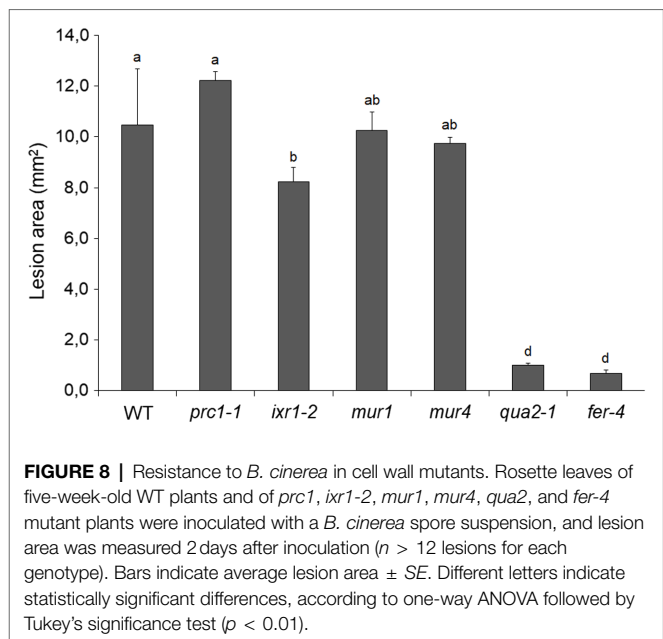 14,0
12,0
10,0
8,0
6,0
4,0
2,0
0,0
Lesion area (mm²)
a
a
b
ab
ab
d
d
WT
prc1-1
ixr1-2
mur1
mur4
qua2-1
fer-4
FIGURE 8 | Resistance to B. cinerea in cell wall mutants. Rosette leaves of
five-week-old WT plants and of prc1, ixr1-2, mur1, mur4, qua2, and fer-4
mutant plants were inoculated with a B. cinerea spore suspension, and lesion
area was measured 2 days after inoculation (n > 12 lesions for each
genotype). Bars indicate average lesion area ± SE. Different letters indicate
statistically significant differences, according to one-way ANOVA followed by
Tukey's significance test (p < 0.01).